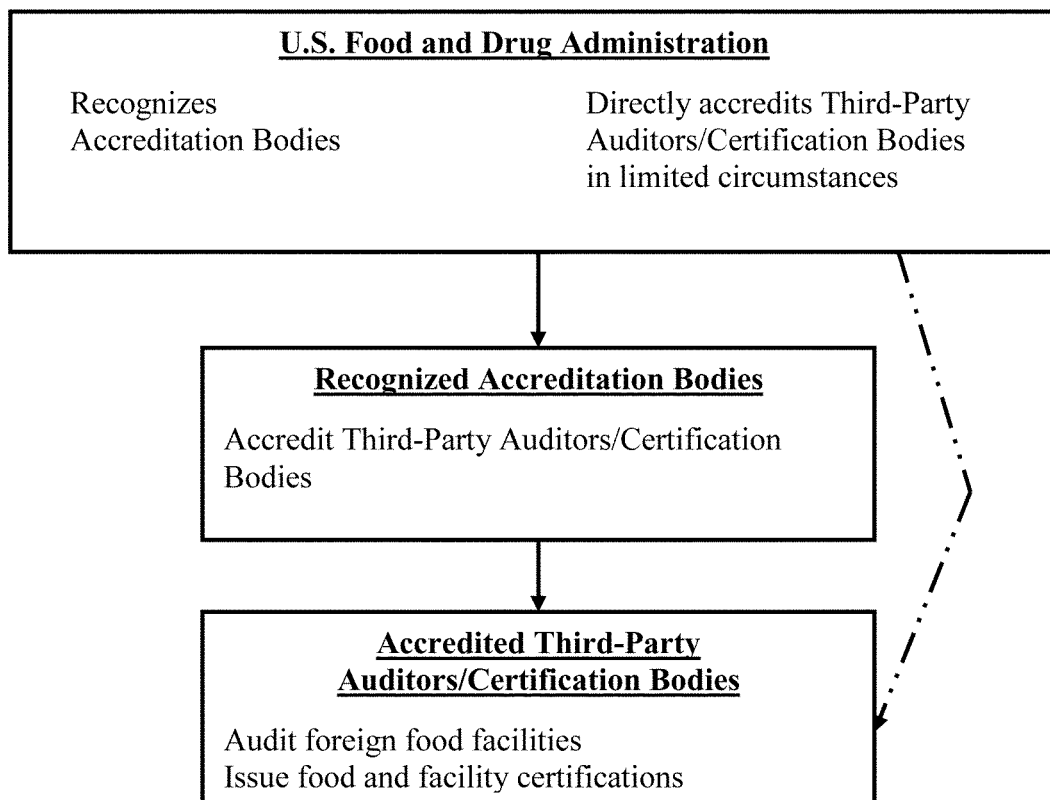 U.S. Food and Drug Administration
Recognizes
Accreditation Bodies
Directly accredits Third-Party
Auditors/Certification Bodies
in limited circumstances
Recognized Accreditation Bodies
Accredit Third-Party Auditors/Certification
Bodies
Accredited Third-Party
Auditors/Certification Bodies
Audit foreign food facilities
Issue food and facility certifications